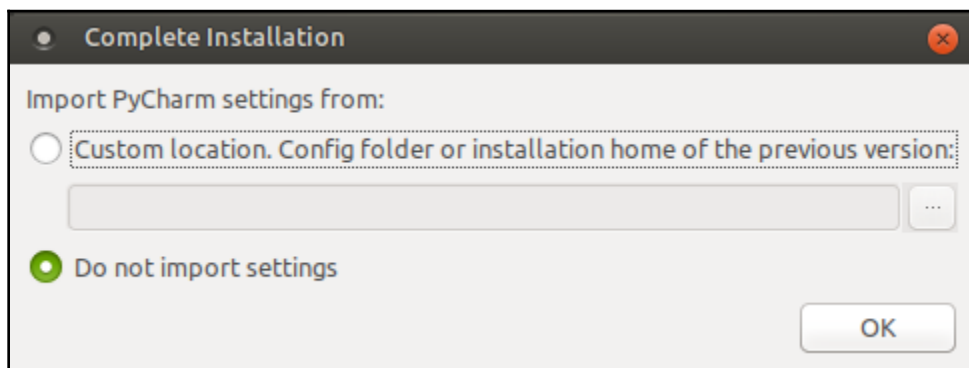 Complete Installation
Import PyCharm settings from:
Custom location. Config folder or installation home of the previous version:
...
Do not import settings
OK